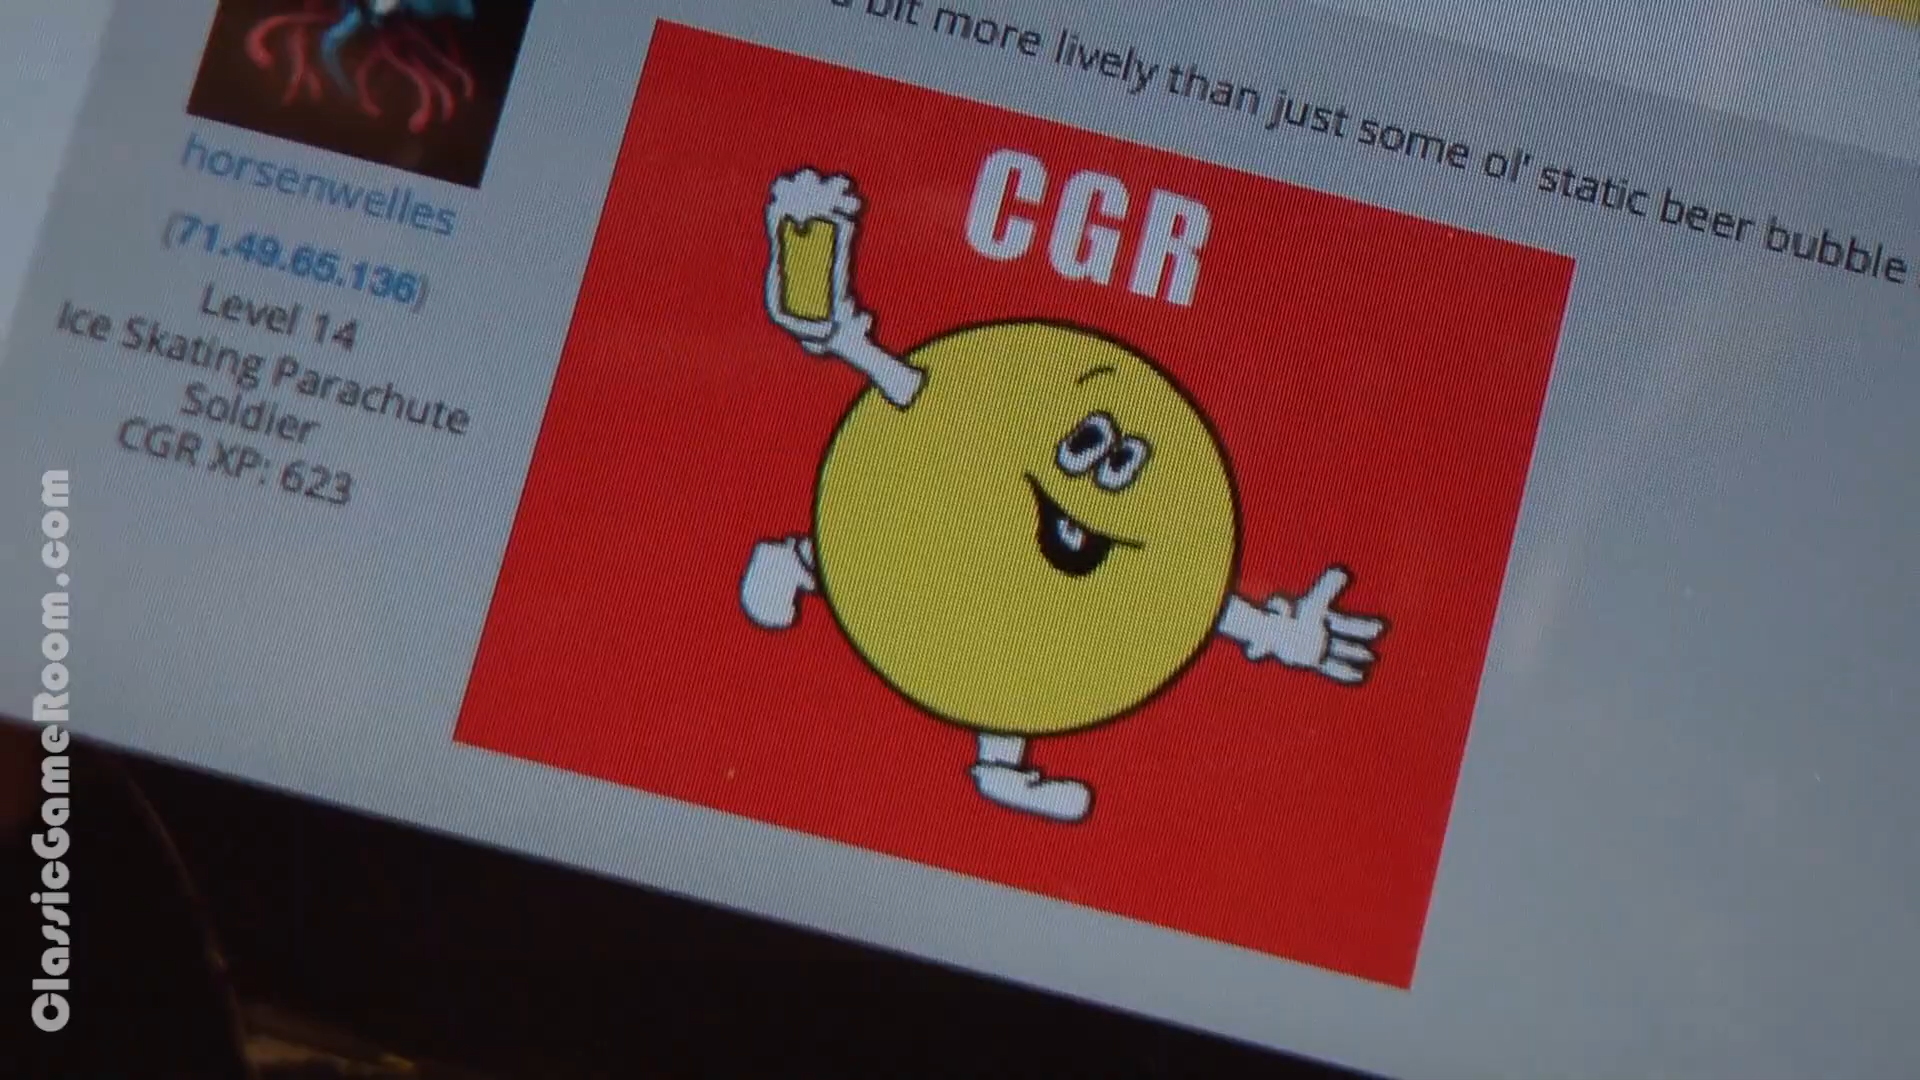 bit more lively than just some ol' static beer bubble
horsenwelles
(71.49.65.136)
Level 14
Ice Skating Parachute
Soldier
CGR XP: 623
CGR
ClassicGameRoom.com